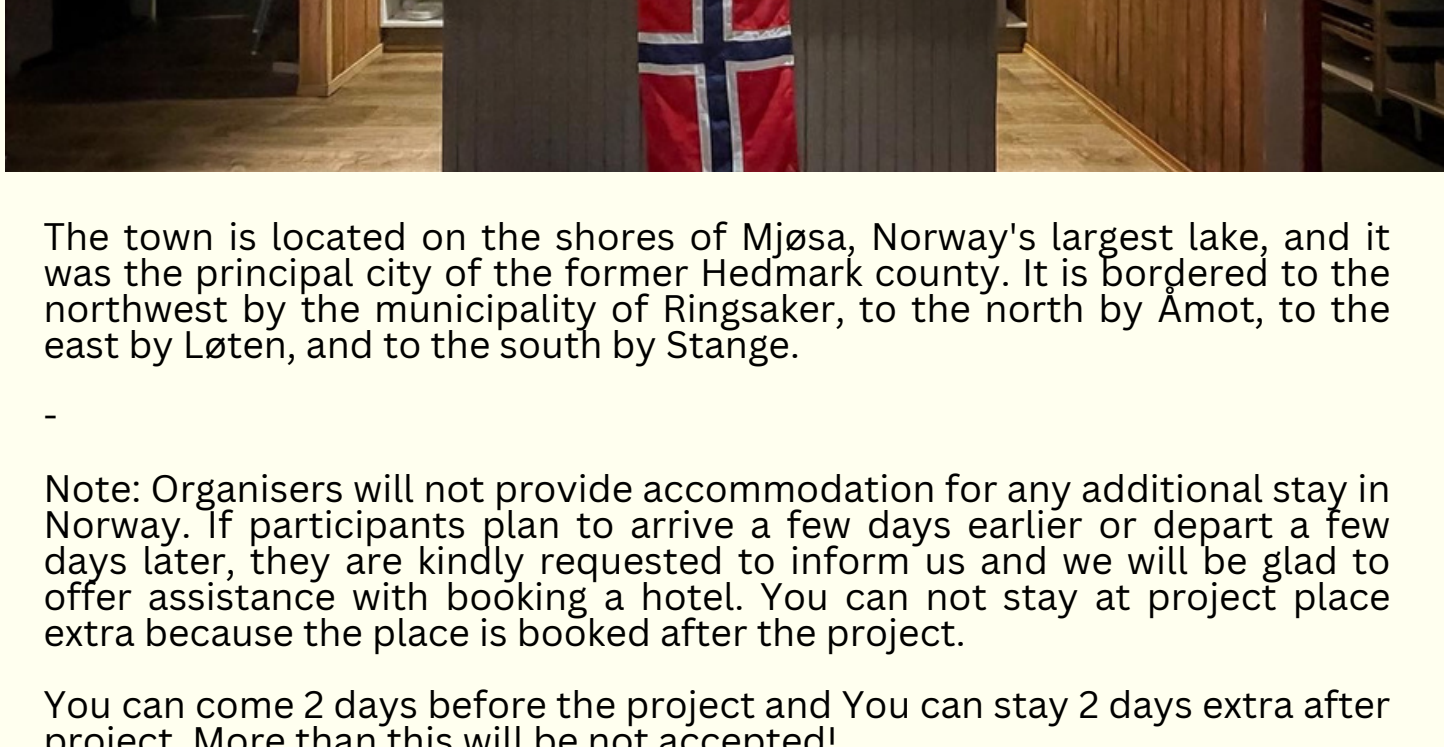 The town is located on the shores of Mjøsa, Norway's largest lake, and it
was the principal city of the former Hedmark county. It is bordered to the
northwest by the municipality of Ringsaker, to the north by Åmot, to the
east by Løten, and to the south by Stange.
-
Note: Organisers will not provide accommodation for any additional stay in
Norway. If participants plan to arrive a few days earlier or depart a few
days later, they are kindly requested to inform us and we will be glad to
offer assistance with booking a hotel. You can not stay at project place
extra because the place is booked after the project.
You can come 2 days before the project and You can stay 2 days extra after
project. More than this will be not accepted!